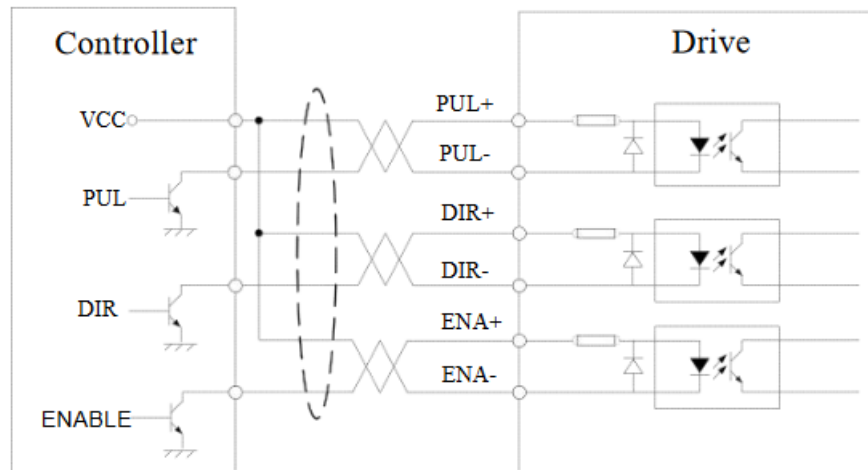 Controller
Drive
VCC
PUL+
PUL-
PUL
DIR+
DIR-
DIR
ENA+
ENA-
ENABLE